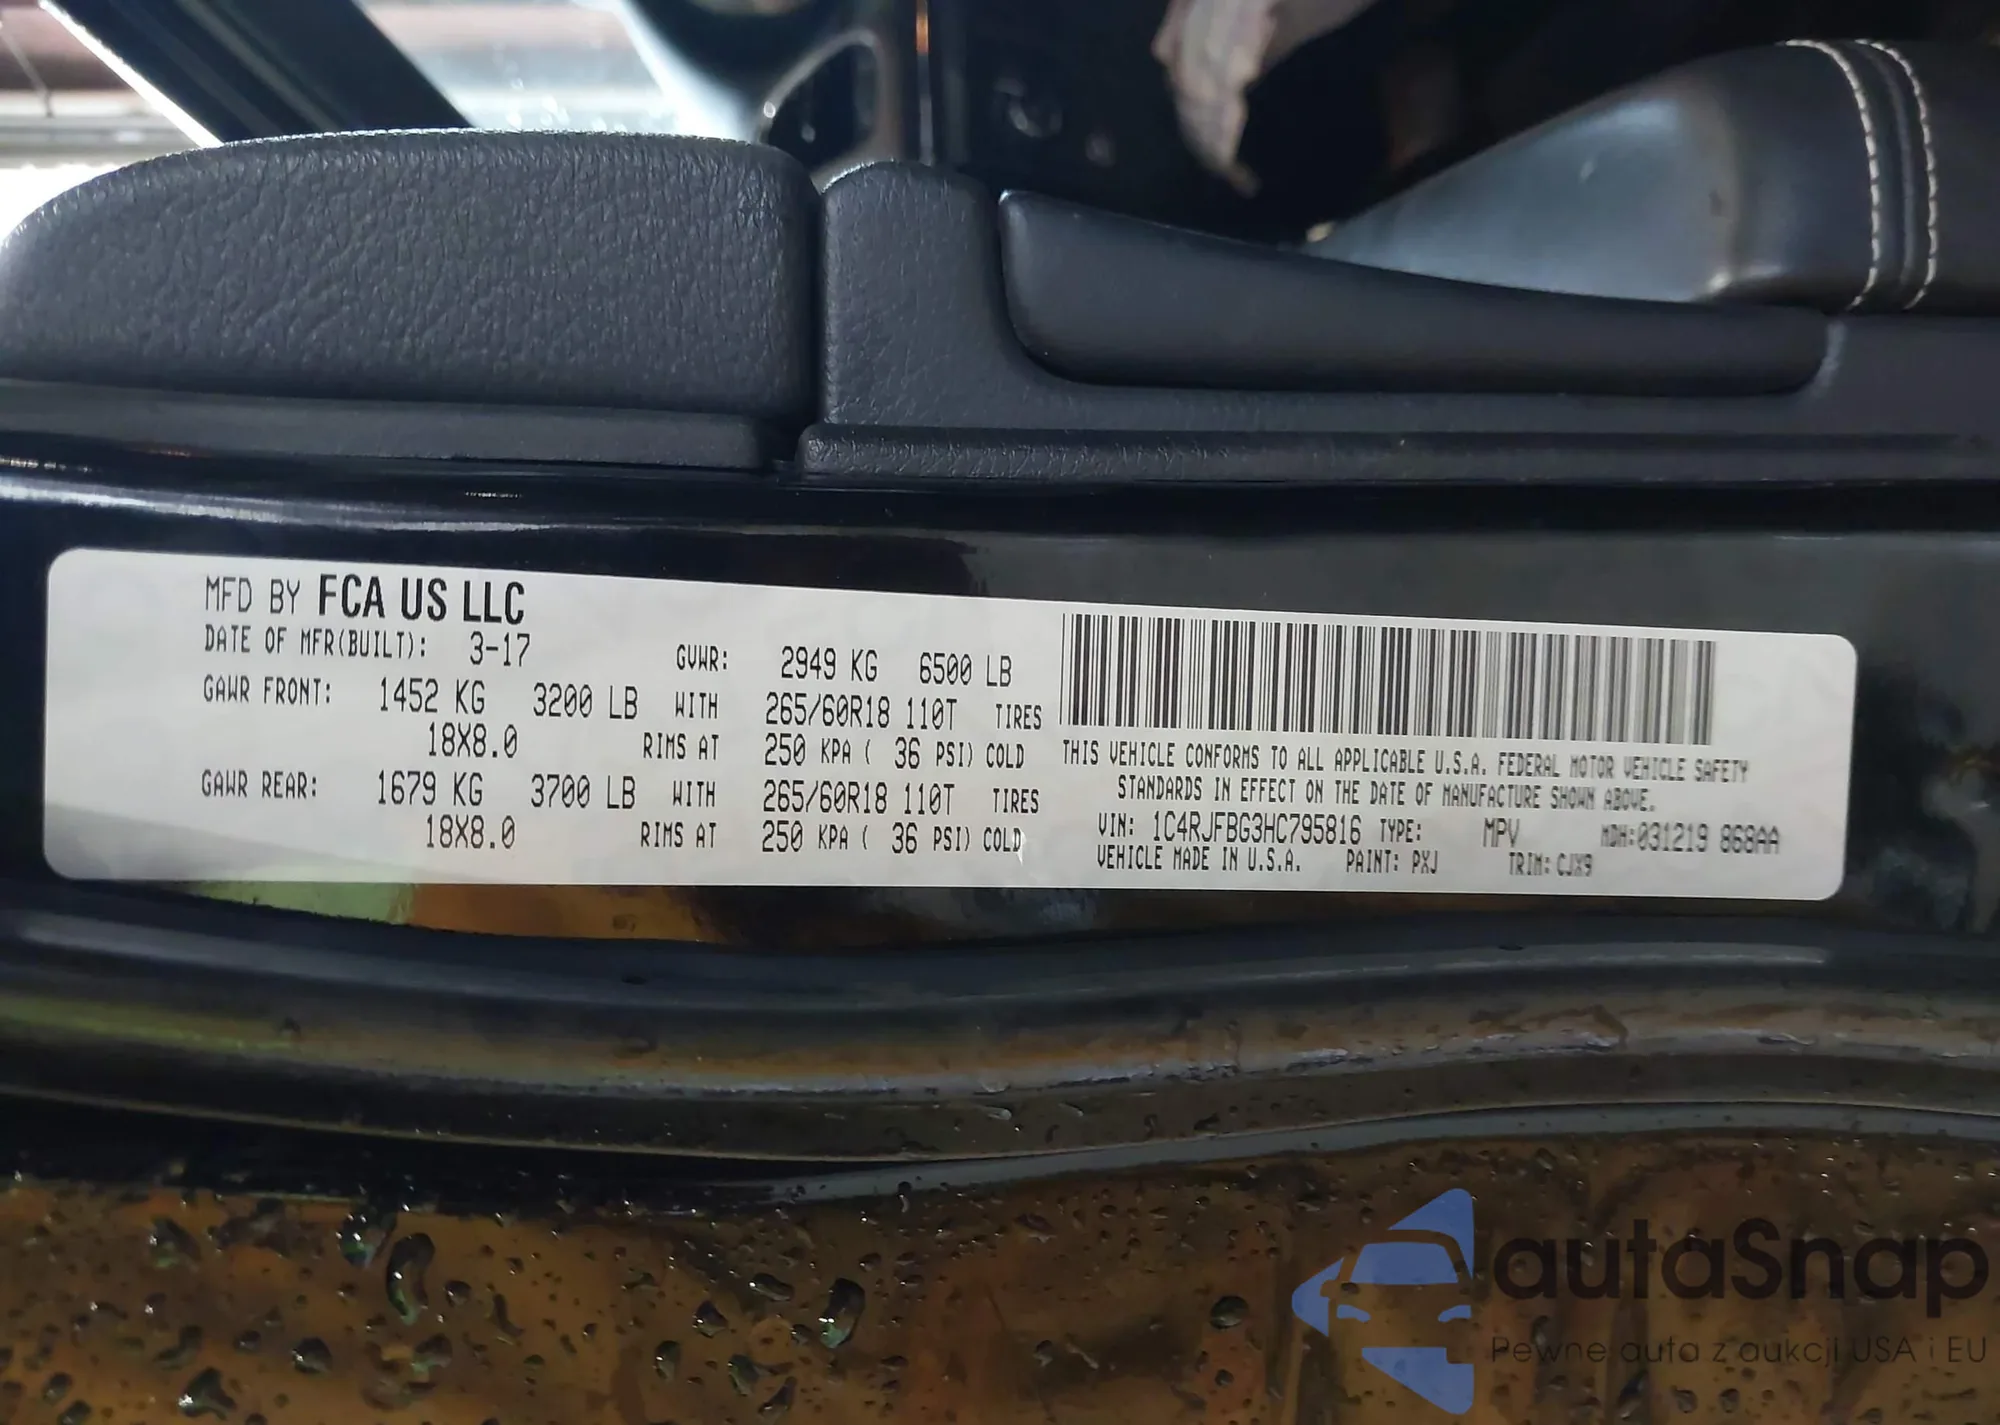 MFD BY FCA US LLC
DATE OF MFR(BUILT): 3-17 GVWR: 2949 KG 6500 LB
GAWR FRONT: 1452 KG 3200 LB WITH 265/60R18 110T TIRES
18X8.0 RIMS AT 250 KPA ( 36 PSI) COLD
GAWR REAR: 1679 KG 3700 LB WITH 265/60R18 110T TIRES
18X8.0 RIMS AT 250 KPA ( 36 PSI) COLD
THIS VEHICLE CONFORMS TO ALL APPLICABLE U.S.A. FEDERAL MOTOR VEHICLE SAFETY
STANDARDS IN EFFECT ON THE DATE OF MANUFACTURE SHOWN ABOVE.
VIN: 1C4RJFBG3HC795816 TYPE: MPV MDH:031219 868AA
VEHICLE MADE IN U.S.A. PAINT: PXJ TRIM: CJX9
autaSnap
Pewne auta z aukcji USA i EU